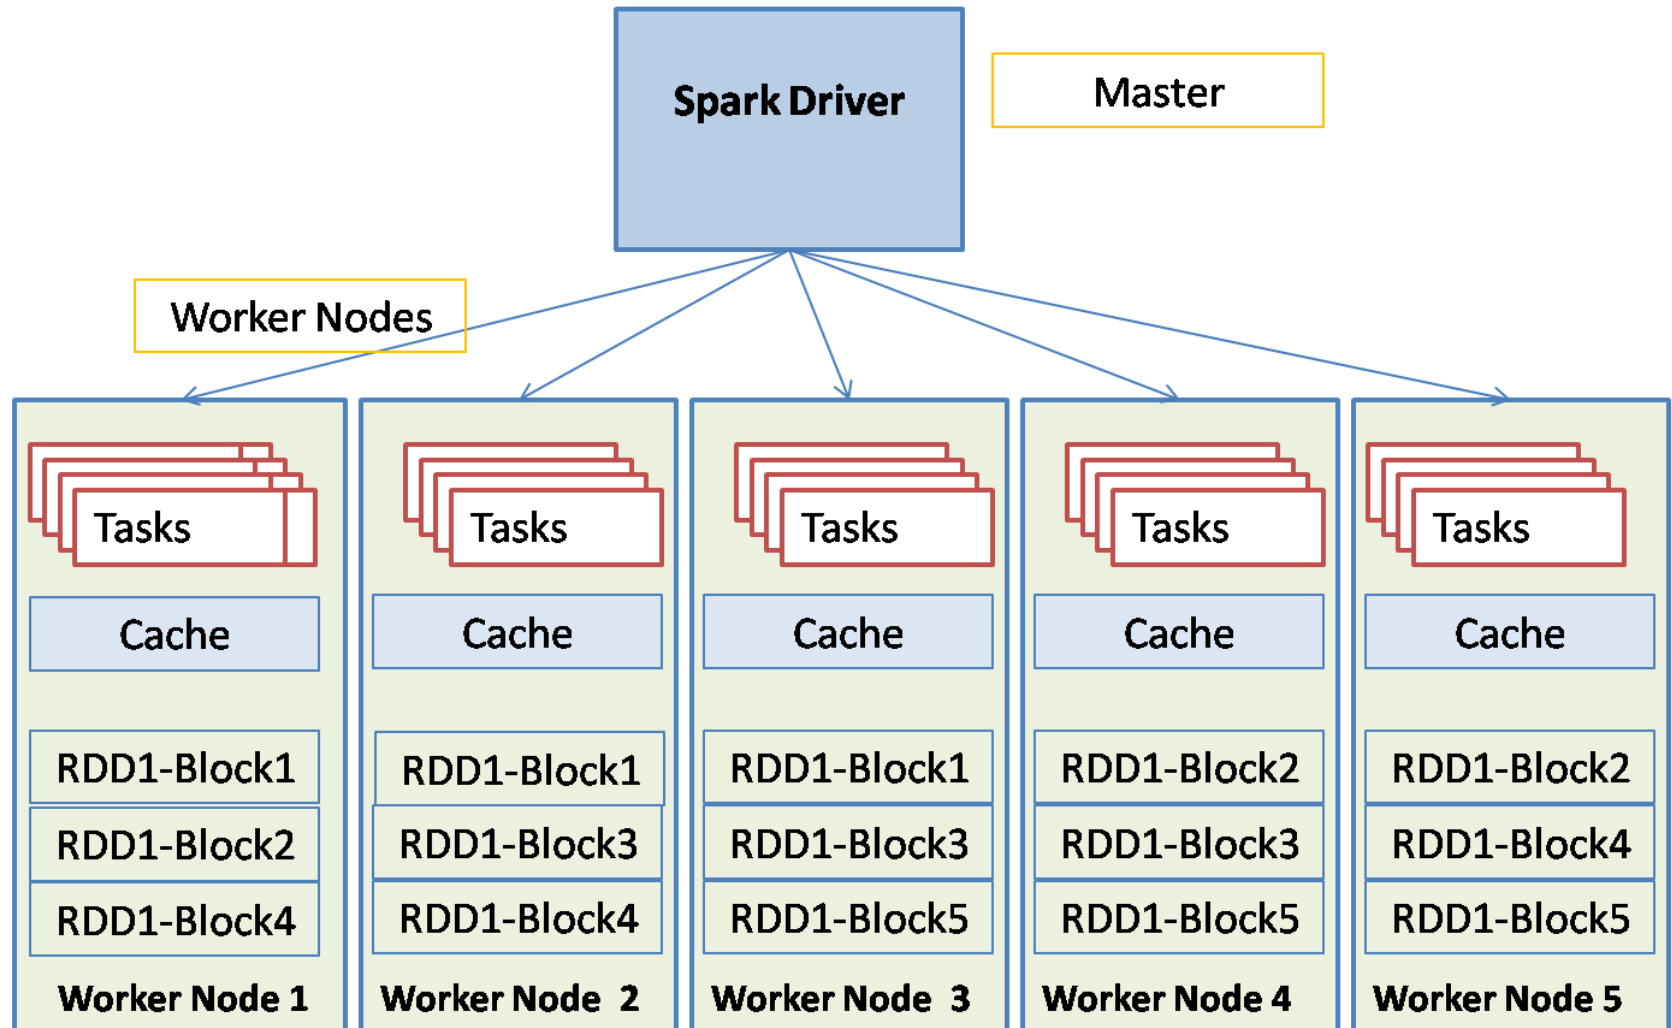 Spark Driver
Master
Worker Nodes
Tasks
Cache
RDD1-Block1
RDD1-Block2
RDD1-Block4
Worker Node 1
Tasks
Cache
RDD1-Block1
RDD1-Block3
RDD1-Block4
Worker Node 2
Tasks
Cache
RDD1-Block1
RDD1-Block3
RDD1-Block5
Worker Node 3
Tasks
Cache
RDD1-Block2
RDD1-Block3
RDD1-Block5
Worker Node 4
Tasks
Cache
RDD1-Block2
RDD1-Block4
RDD1-Block5
Worker Node 5